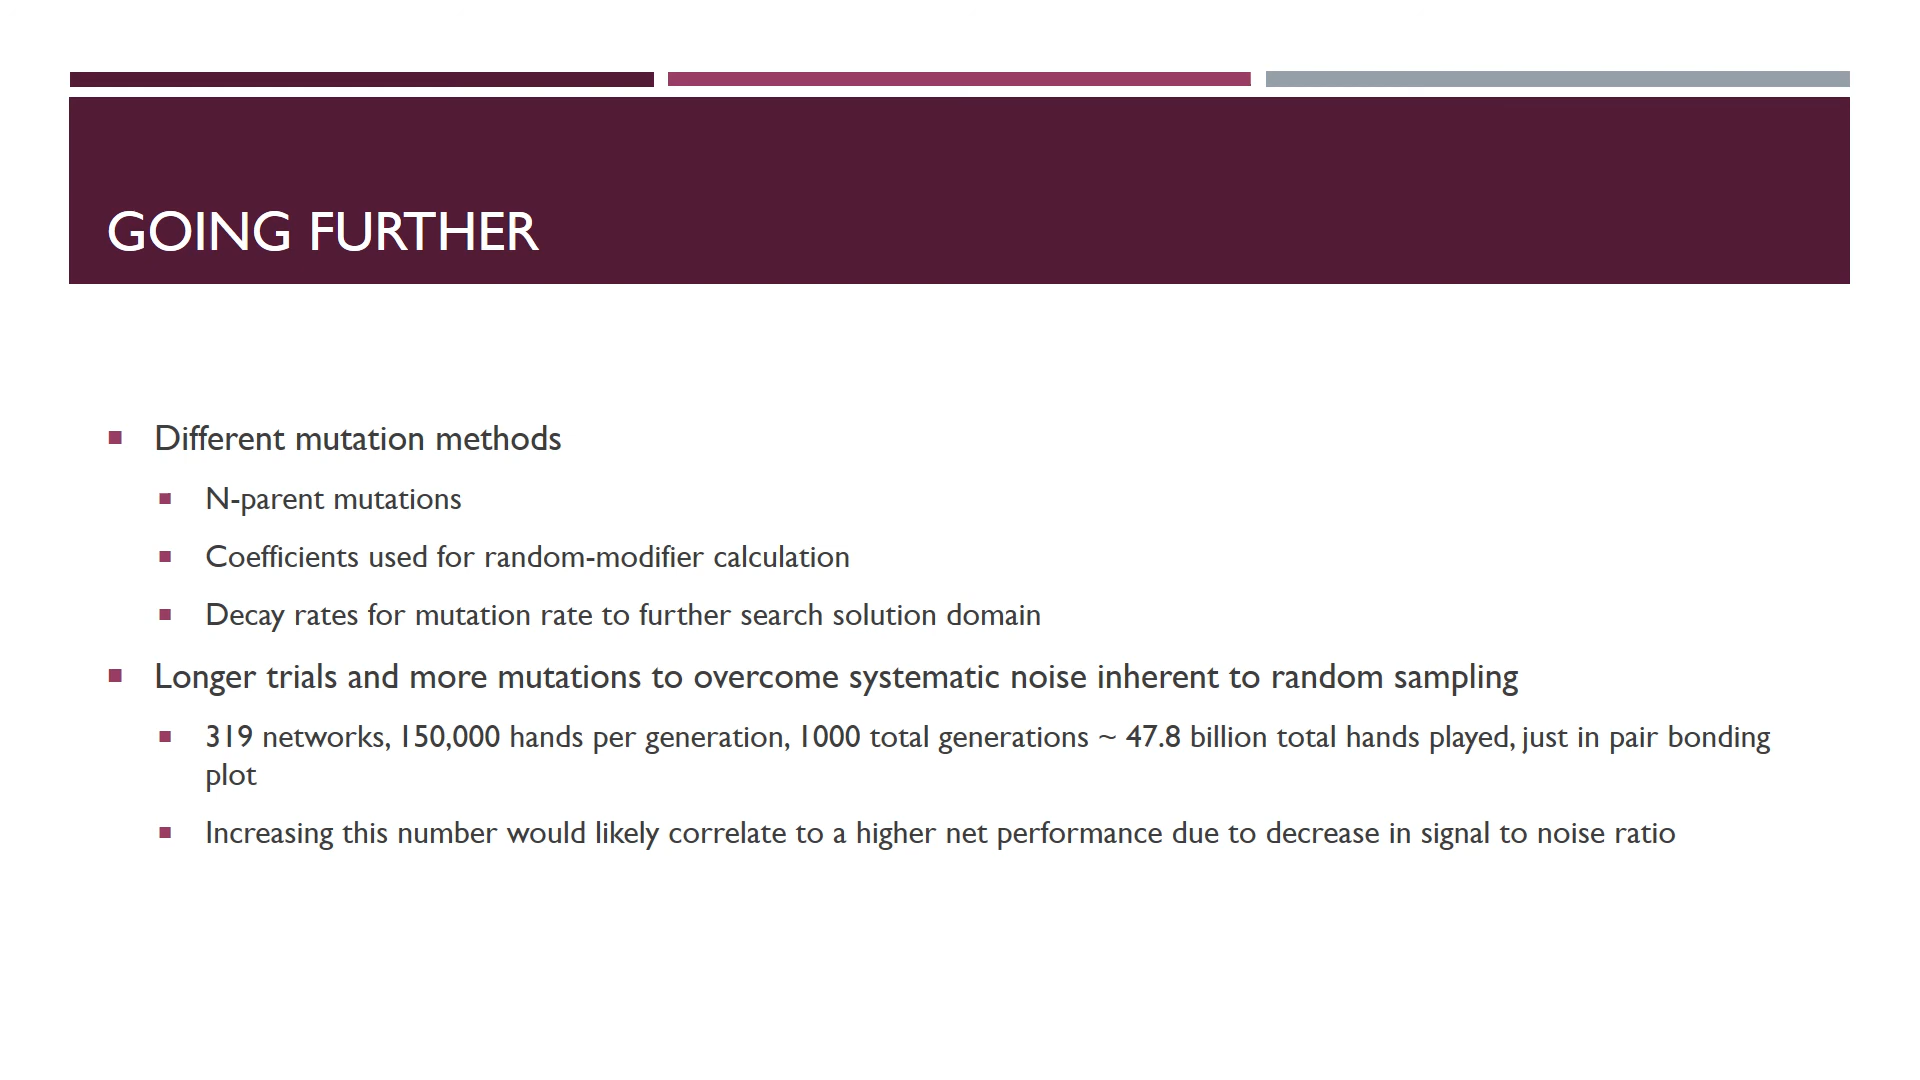 GOING FURTHER
Different mutation methods
N-parent mutations
Coefficients used for random-modifier calculation
Decay rates for mutation rate to further search solution domain
Longer trials and more mutations to overcome systematic noise inherent to random sampling
319 networks, 150,000 hands per generation, 1000 total generations ~ 47.8 billion total hands played, just in pair bonding
plot
Increasing this number would likely correlate to a higher net performance due to decrease in signal to noise ratio